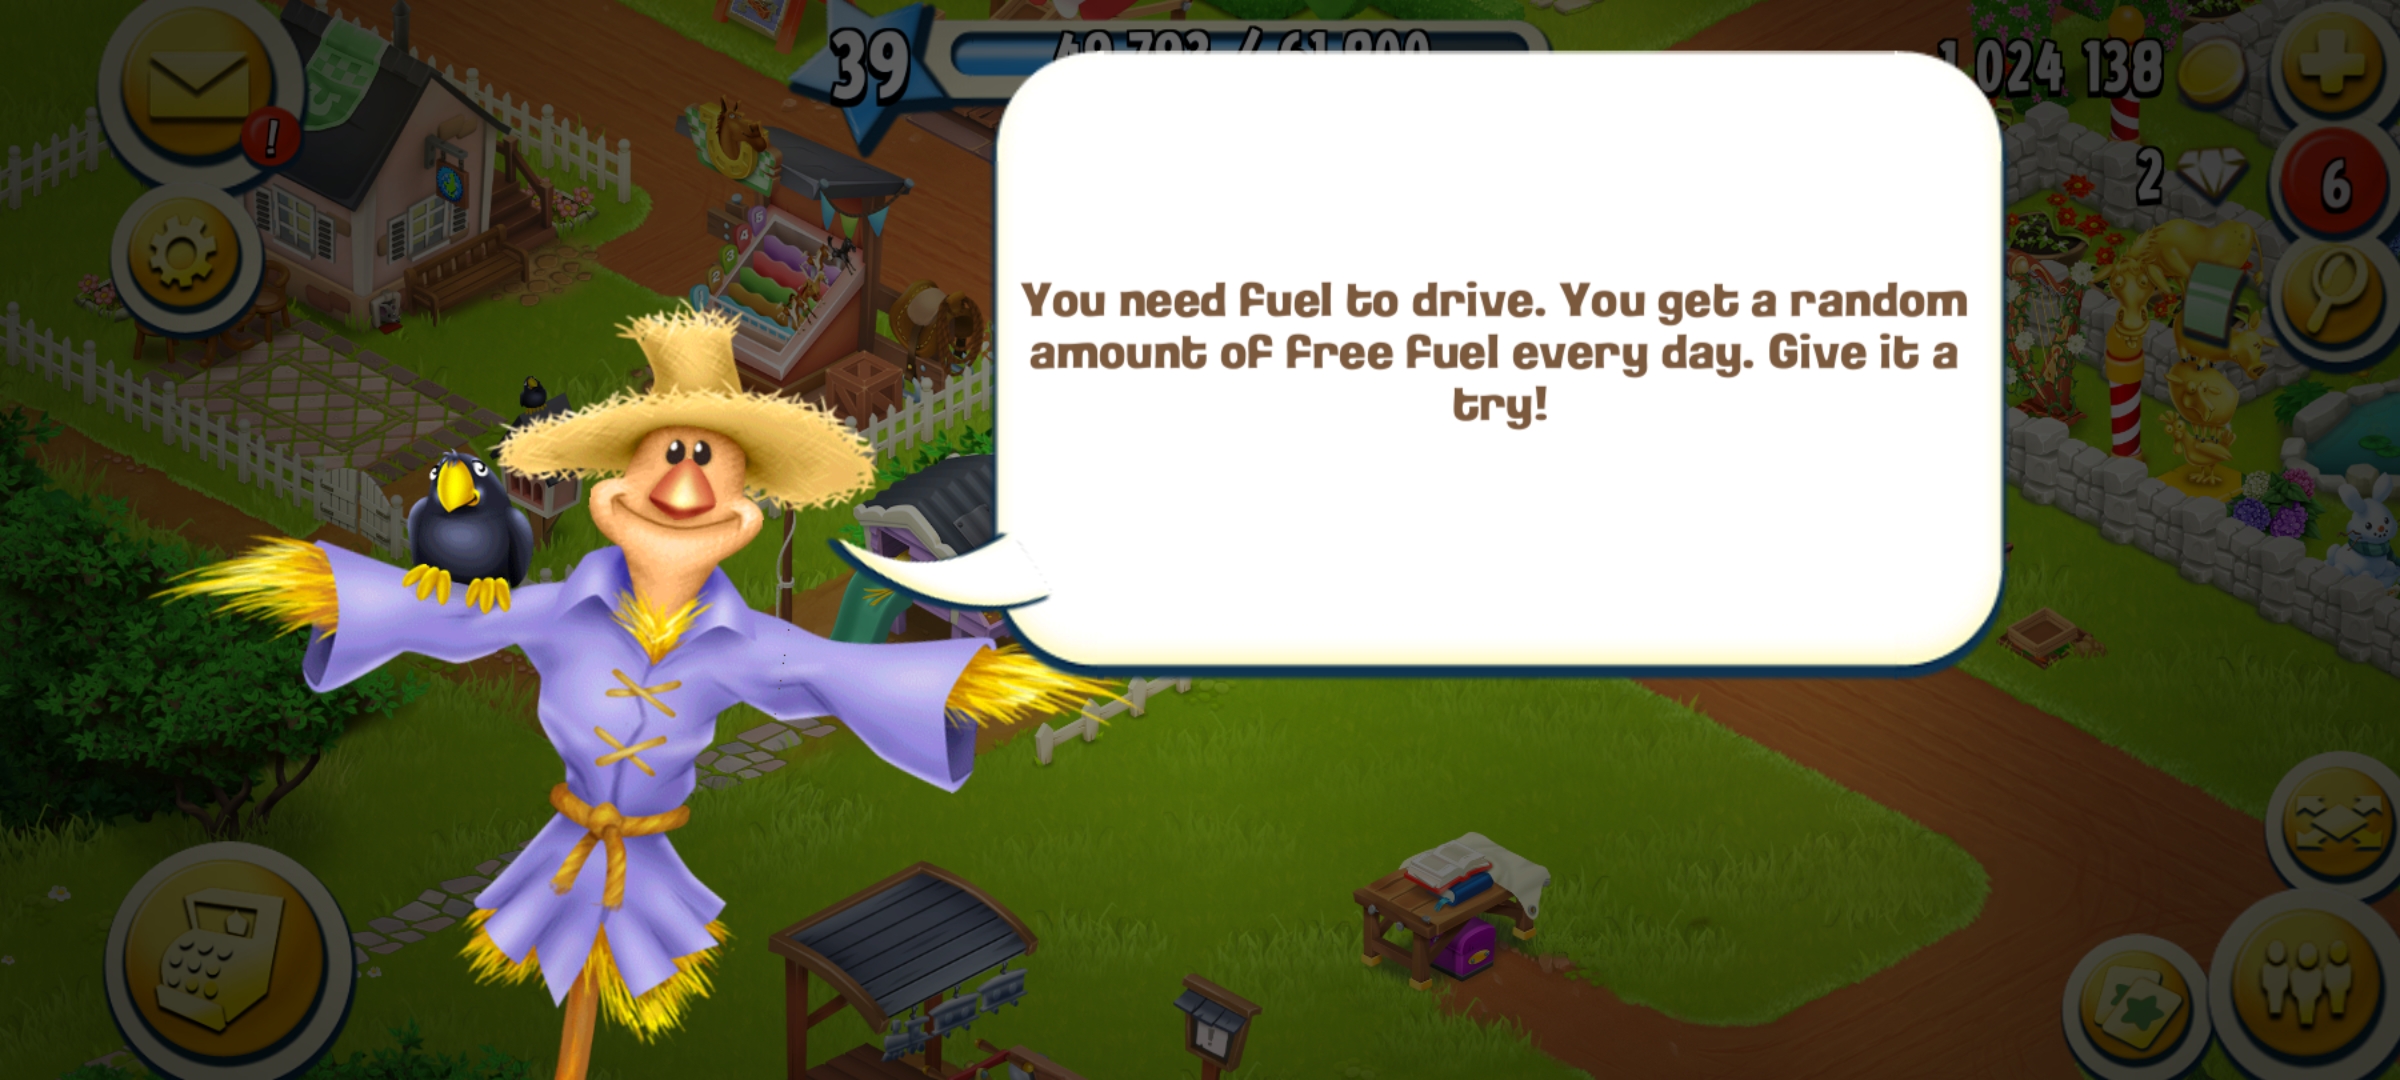 39
1 024 138
2
6
You need fuel to drive. You get a random
amount of free fuel every day. Give it a
try!